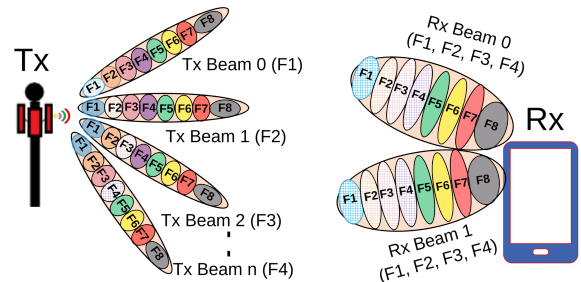 Tx
F1 F2 F3 F4 F5 F6 F7 F8
Tx Beam 0 (F1)
F1 F2 F3 F4 F5 F6 F7 F8
Tx Beam 1 (F2)
F1 F2 F3 F4 F5 F6 F7 F8
Tx Beam 2 (F3)
F1 F2 F3 F4 F5 F6 F7 F8
Tx Beam n (F4)
Rx Beam 0
(F1, F2, F3, F4)
F1 F2 F3 F4 F5 F6 F7 F8
Rx
F1 F2 F3 F4 F5 F6 F7 F8
Rx Beam 1
(F1, F2, F3, F4)